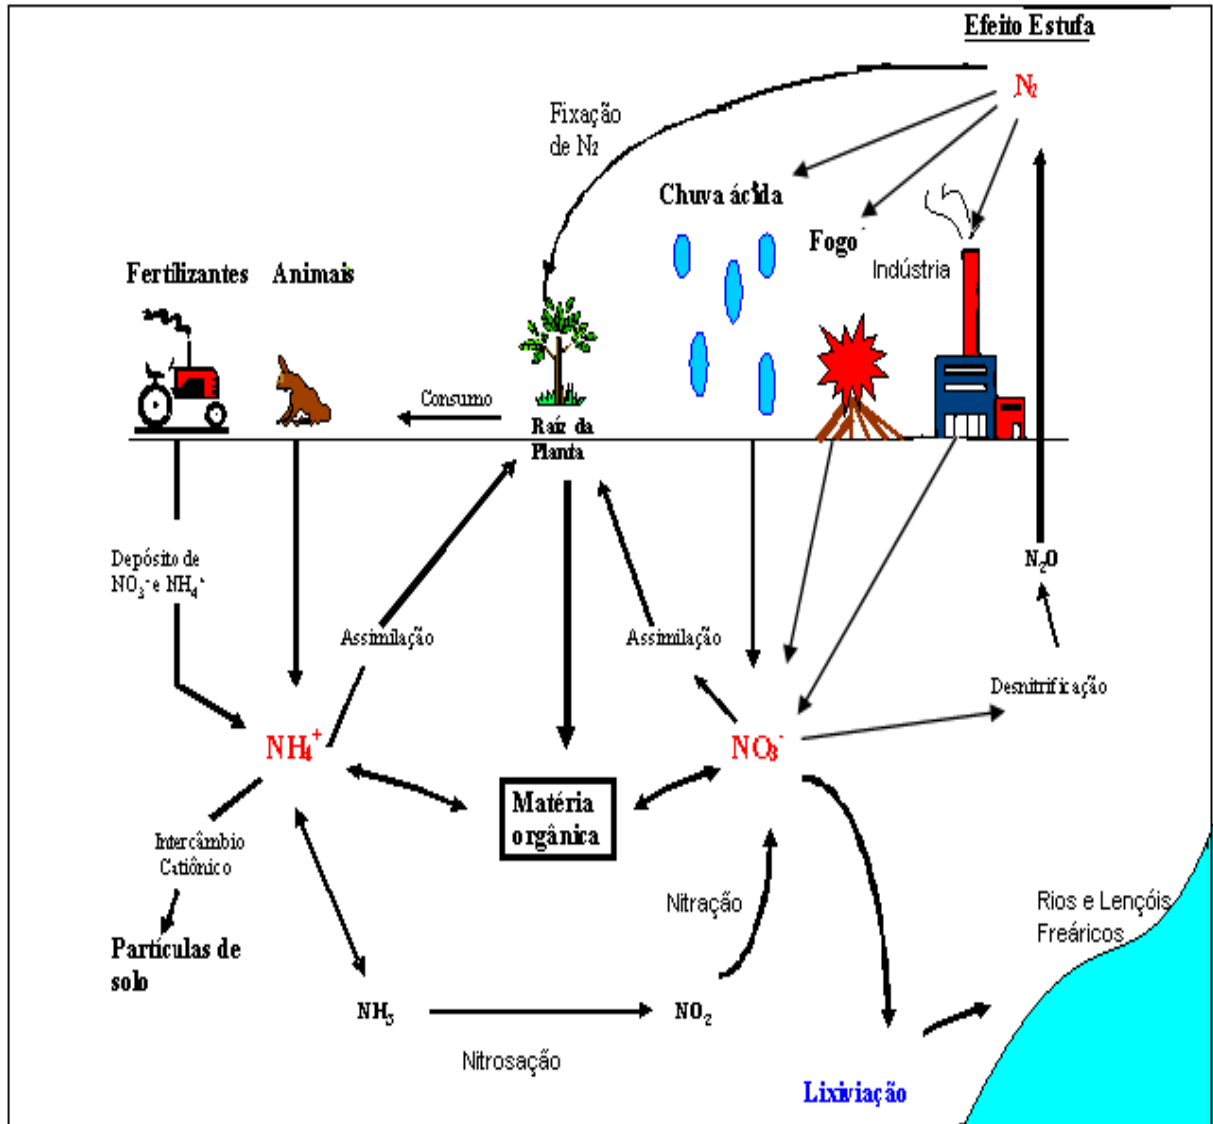 Efeito Estufa
N₂
Fixação
de N₂
Chuva ácida
Fogo
Indústria
Fertilizantes
Animais
Consumo
Raíz da
Planta
Depósito de
NO₃⁻ e NH₄⁺
Assimilação
Assimilação
N₂O
Desnitrificação
NH₄⁺
NO₃⁻
Matéria
orgânica
Intercâmbio
Catiônico
Partículas de
solo
Nitração
Rios e Lençóis
Freáricos
NH₃
NO₂
Nitrosação
Lixiviação